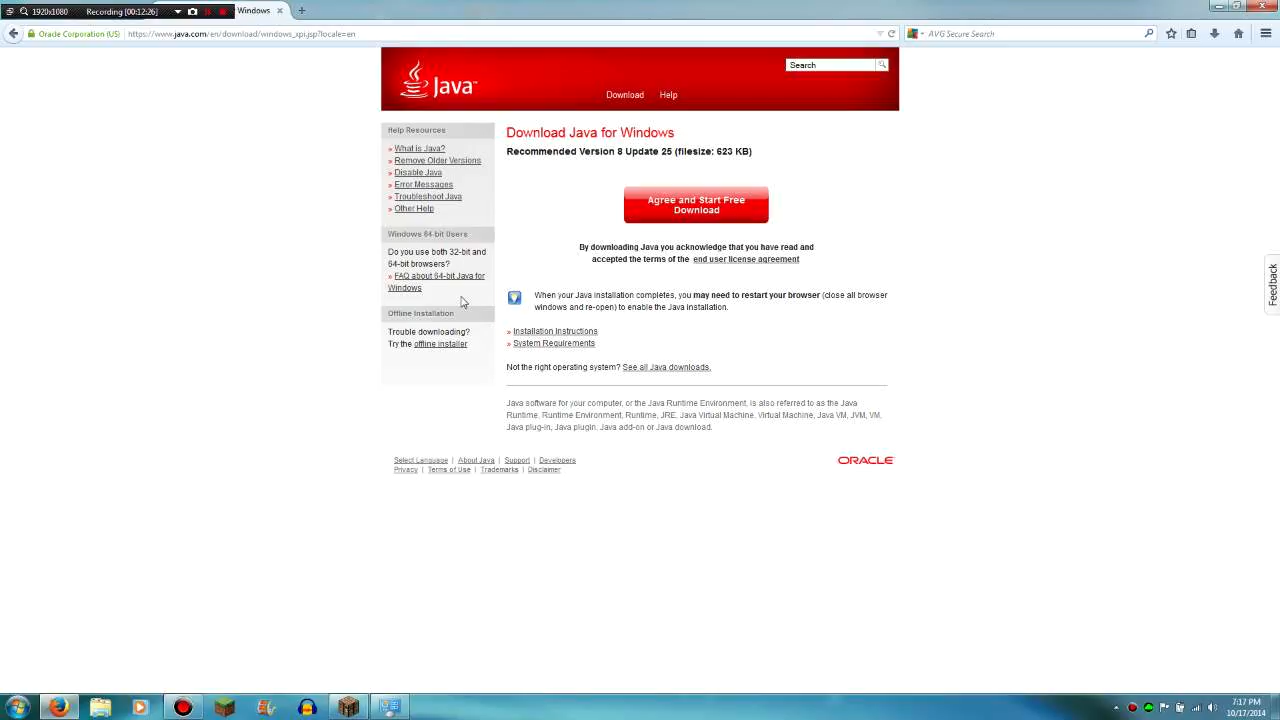 1920x1080
Recording [00:12:26]
Windows
Oracle Corporation (US)
https://www.java.com/en/download/windows_xpi.jsp?locale=en
AVG Secure Search
Java™
Search
Download
Help
Help Resources
» What is Java?
» Remove Older Versions
» Disable Java
» Error Messages
» Troubleshoot Java
» Other Help
Windows 64-bit Users
Do you use both 32-bit and
64-bit browsers?
» FAQ about 64-bit Java for
Windows
Offline Installation
Trouble downloading?
Try the offline installer
Download Java for Windows
Recommended Version 8 Update 25 (filesize: 623 KB)
Agree and Start Free
Download
By downloading Java you acknowledge that you have read and
accepted the terms of the end user license agreement
When your Java installation completes, you may need to restart your browser (close all browser
windows and re-open) to enable the Java installation.
» Installation Instructions
» System Requirements
Not the right operating system? See all Java downloads.
Java software for your computer, or the Java Runtime Environment, is also referred to as the Java
Runtime, Runtime Environment, Runtime, JRE, Java Virtual Machine, Virtual Machine, Java VM, JVM, VM,
Java plug-in, Java plugin, Java add-on or Java download.
Select Language | About Java | Support | Developers
Privacy | Terms of Use | Trademarks | Disclaimer
ORACLE
Feedback
7:17 PM
10/17/2014